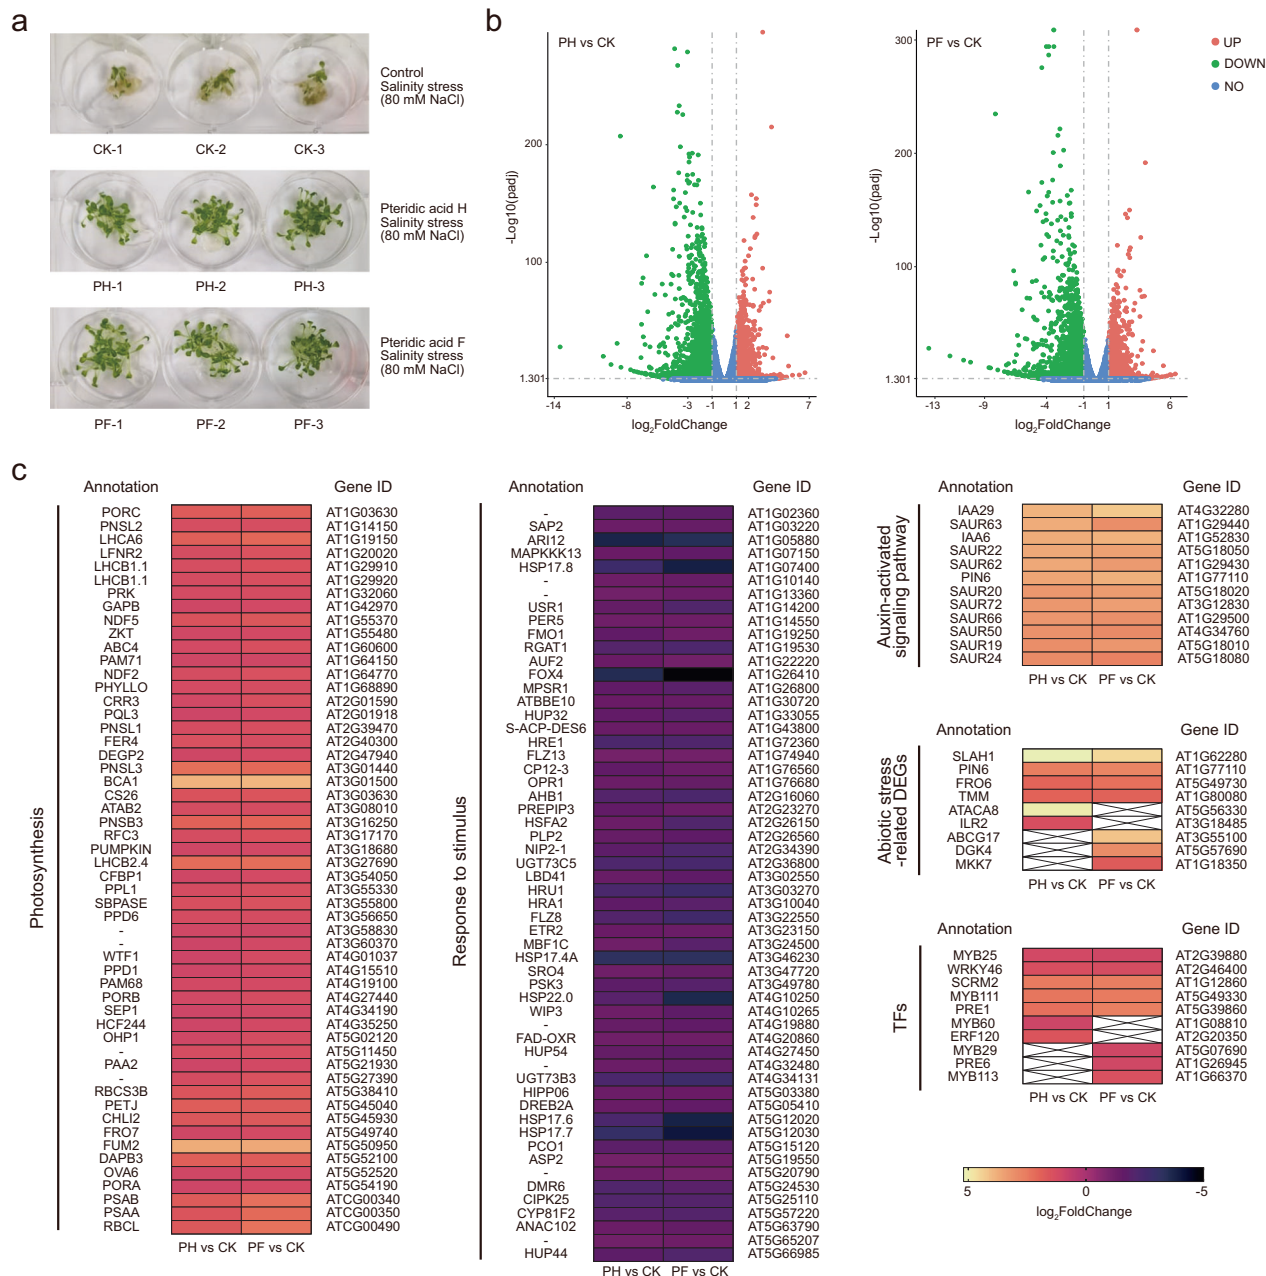 a
Control
Salinity stress
(80 mM NaCl)
CK-1 CK-2 CK-3
Pteridic acid H
Salinity stress
(80 mM NaCl)
PH-1 PH-2 PH-3
Pteridic acid F
Salinity stress
(80 mM NaCl)
PF-1 PF-2 PF-3
b
PH vs CK
-Log10(padj)
200
100
1.301
-14 -8 -3 -1 1 2 7
log2FoldChange
PF vs CK
-Log10(padj)
300
200
100
1.301
-13 -9 -4 -1 1 6
log2FoldChange
UP
DOWN
NO
c
Photosynthesis
Annotation Gene ID
PORC AT1G03630
PNSL2 AT1G14150
LHCA6 AT1G19150
LFNR2 AT1G20020
LHCB1.1 AT1G29910
LHCB1.1 AT1G29920
PRK AT1G32060
GAPB AT1G42970
NDF5 AT1G55370
ZKT AT1G55480
ABC4 AT1G60600
PAM71 AT1G64150
NDF2 AT1G64770
PHYLLO AT1G68890
CRR3 AT2G01590
PQL3 AT2G01918
PNSL1 AT2G39470
FER4 AT2G40300
DEGP2 AT2G47940
PNSL3 AT3G01440
BCA1 AT3G01500
CS26 AT3G03630
ATAB2 AT3G08010
PNSB3 AT3G16250
RFC3 AT3G17170
PUMPKIN AT3G18680
LHCB2.4 AT3G27690
CFBP1 AT3G54050
PPL1 AT3G55330
SBPASE AT3G55800
PPD6 AT3G56650
- AT3G58830
- AT3G60370
WTF1 AT4G01037
PPD1 AT4G15510
PAM68 AT4G19100
PORB AT4G27440
SEP1 AT4G34190
HCF244 AT4G35250
OHP1 AT5G02120
- AT5G11450
PAA2 AT5G21930
- AT5G27390
RBCS3B AT5G38410
PETJ AT5G45040
CHLI2 AT5G45930
FRO7 AT5G49740
FUM2 AT5G50950
DAPB3 AT5G52100
OVA6 AT5G52520
PORA AT5G54190
PSAB ATCG00340
PSAA ATCG00350
RBCL ATCG00490
PH vs CK PF vs CK
Response to stimulus
Annotation Gene ID
- AT1G02360
SAP2 AT1G03220
ARI12 AT1G05880
MAPKKK13 AT1G07150
HSP17.8 AT1G07400
- AT1G10140
- AT1G13360
USR1 AT1G14200
PER5 AT1G14550
FMO1 AT1G19250
RGAT1 AT1G19530
AUF2 AT1G22220
FOX4 AT1G26410
MPSR1 AT1G26800
ATBBE10 AT1G30720
HUP32 AT1G33055
S-ACP-DES6 AT1G43800
HRE1 AT1G72360
FLZ13 AT1G74940
CP12-3 AT1G76560
OPR1 AT1G76680
AHB1 AT2G16060
PREPIP3 AT2G23270
HSFA2 AT2G26150
PLP2 AT2G26560
NIP2-1 AT2G34390
UGT73C5 AT2G36800
LBD41 AT3G02550
HRU1 AT3G03270
HRA1 AT3G10040
FLZ8 AT3G22550
ETR2 AT3G23150
MBF1C AT3G24500
HSP17.4A AT3G46230
SRO4 AT3G47720
PSK3 AT3G49780
HSP22.0 AT4G10250
WIP3 AT4G10265
- AT4G19880
FAD-OXR AT4G20860
HUP54 AT4G27450
- AT4G32480
UGT73B3 AT4G34131
HIPP06 AT5G03380
DREB2A AT5G05410
HSP17.6 AT5G12020
HSP17.7 AT5G12030
PCO1 AT5G15120
ASP2 AT5G19550
- AT5G20790
DMR6 AT5G24530
CIPK25 AT5G25110
CYP81F2 AT5G57220
ANAC102 AT5G63790
- AT5G65207
HUP44 AT5G66985
PH vs CK PF vs CK
Auxin-activated
signaling pathway
Annotation Gene ID
IAA29 AT4G32280
SAUR63 AT1G29440
IAA6 AT1G52830
SAUR22 AT5G18050
SAUR62 AT1G29430
PIN6 AT1G77110
SAUR20 AT5G18020
SAUR72 AT3G12830
SAUR66 AT1G29500
SAUR50 AT4G34760
SAUR19 AT5G18010
SAUR24 AT5G18080
PH vs CK PF vs CK
Abiotic stress
-related DEGs
Annotation Gene ID
SLAH1 AT1G62280
PIN6 AT1G77110
FRO6 AT5G49730
TMM AT1G80080
ATACA8 AT5G56330
ILR2 AT3G18485
ABCG17 AT3G55100
DGK4 AT5G57690
MKK7 AT1G18350
PH vs CK PF vs CK
TFs
Annotation Gene ID
MYB25 AT2G39880
WRKY46 AT2G46400
SCRM2 AT1G12860
MYB111 AT5G49330
PRE1 AT5G39860
MYB60 AT1G08810
ERF120 AT2G20350
MYB29 AT5G07690
PRE6 AT1G26945
MYB113 AT1G66370
PH vs CK PF vs CK
5 0 -5
log2FoldChange